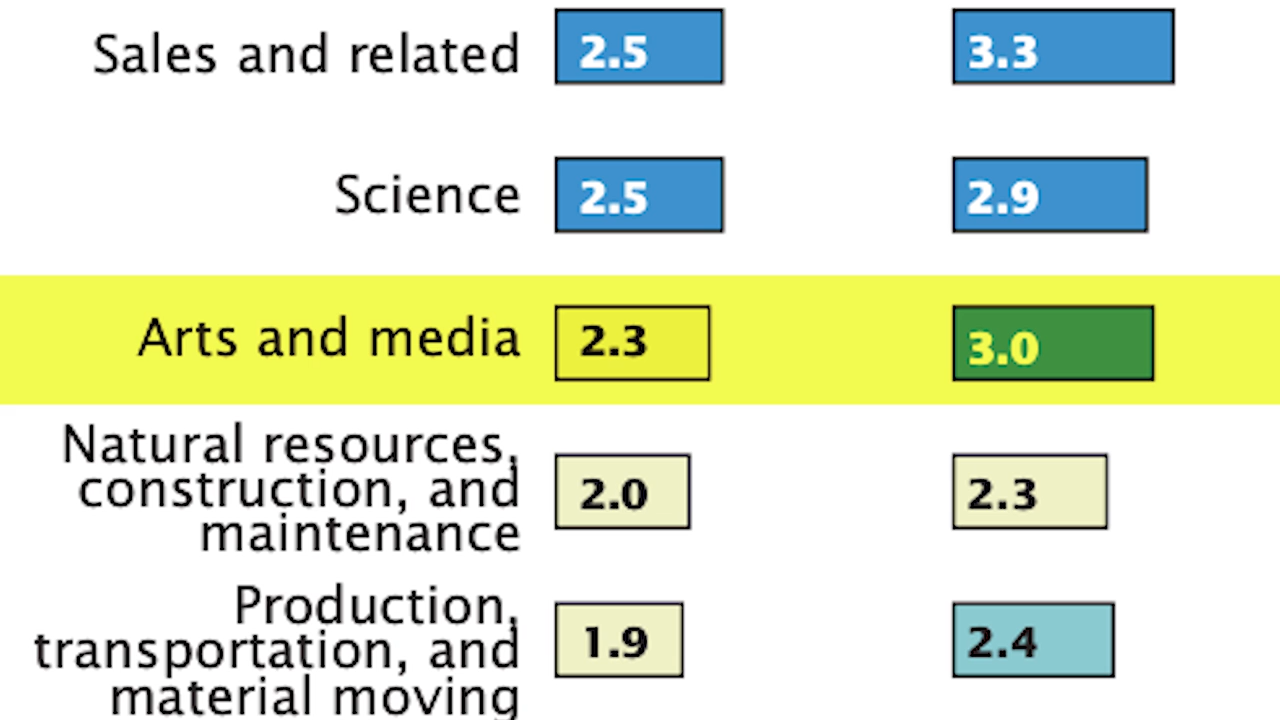 Sales and related 2.5 3.3
Science 2.5 2.9
Arts and media 2.3 3.0
Natural resources,
construction, and 2.0 2.3
maintenance
Production,
transportation, and 1.9 2.4
material moving